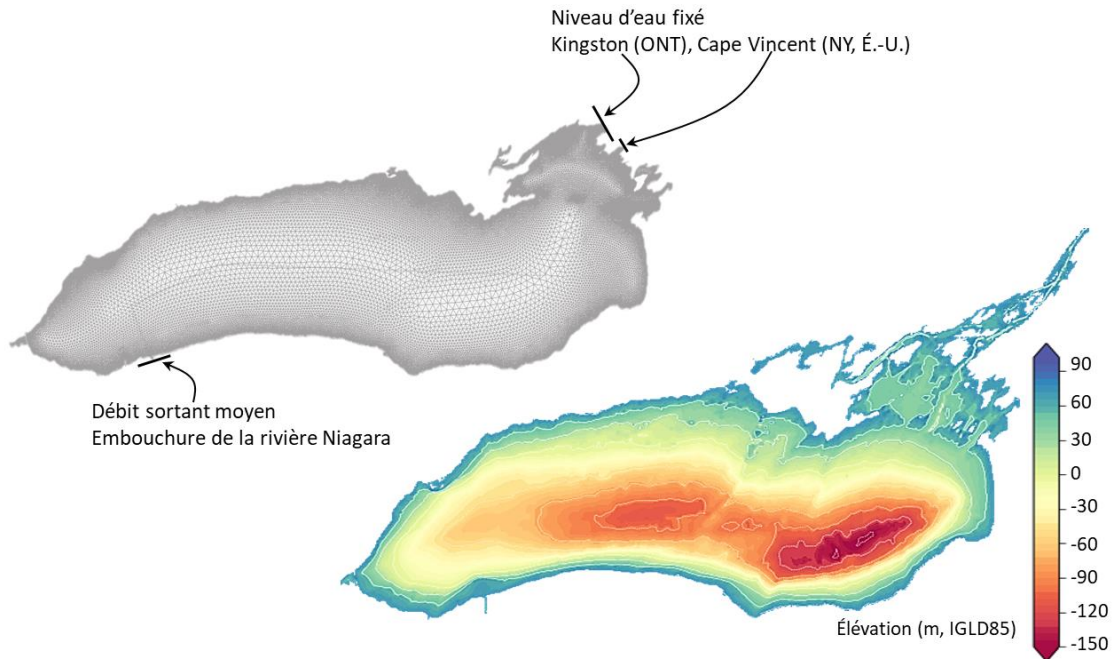 Niveau d'eau fixé
Kingston (ONT), Cape Vincent (NY, É.-U.)
Débit sortant moyen
Embouchure de la rivière Niagara
90
60
30
0
-30
-60
-90
-120
-150
Élévation (m, IGLD85)